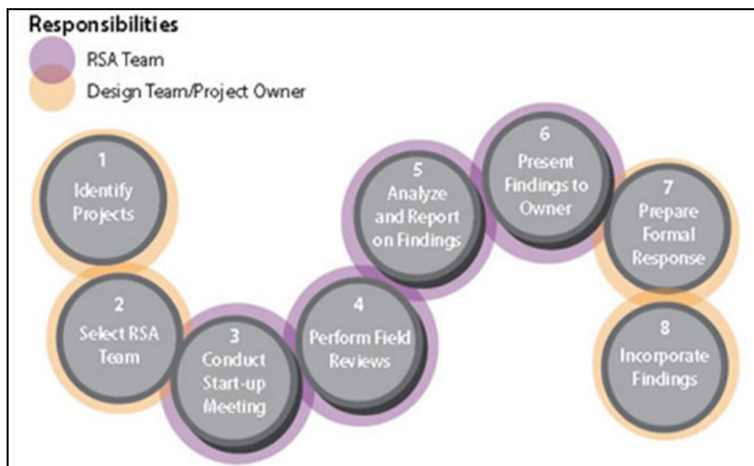 Responsibilities
RSA Team
Design Team/Project Owner
1
Identify
Projects
2
Select RSA
Team
3
Conduct
Start-up
Meeting
4
Perform Field
Reviews
5
Analyze
and Report
on Findings
6
Present
Findings to
Owner
7
Prepare
Formal
Response
8
Incorporate
Findings